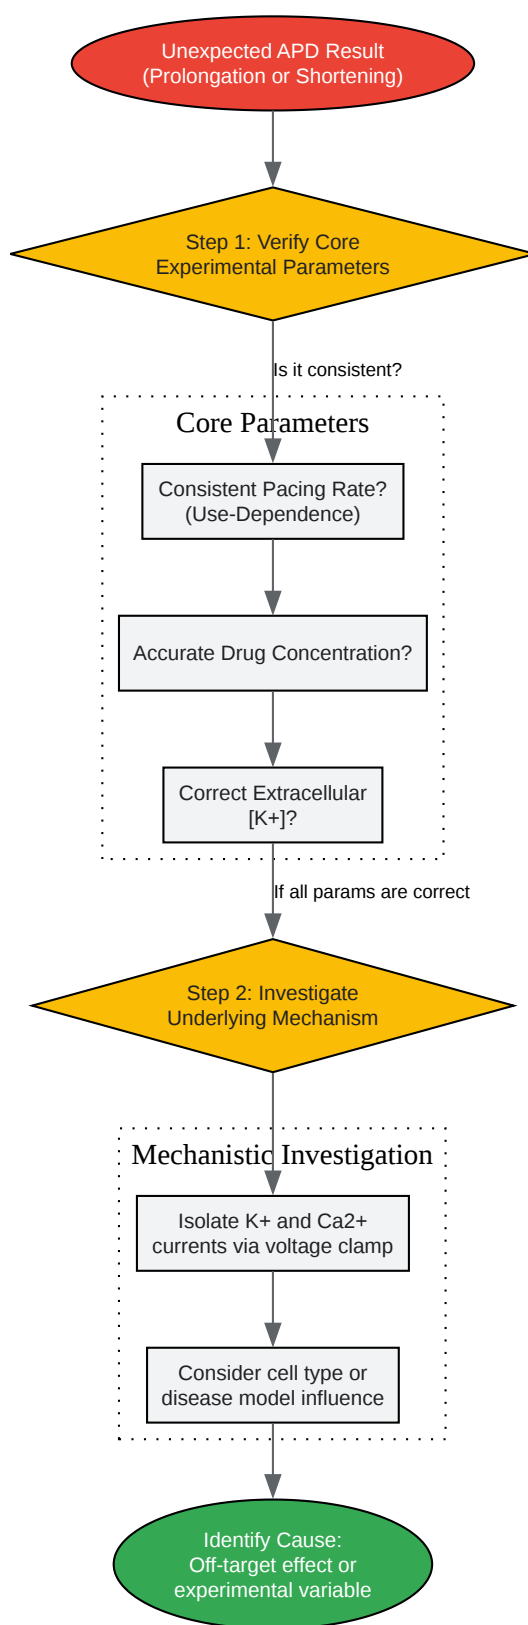 Unexpected APD Result
(Prolongation or Shortening)
Step 1: Verify Core
Experimental Parameters
Is it consistent?
Core Parameters
Consistent Pacing Rate?
(Use-Dependence)
Accurate Drug Concentration?
Correct Extracellular
[K+]?
If all params are correct
Step 2: Investigate
Underlying Mechanism
Mechanistic Investigation
Isolate K+ and Ca2+
currents via voltage clamp
Consider cell type or
disease model influence
Identify Cause:
Off-target effect or
experimental variable